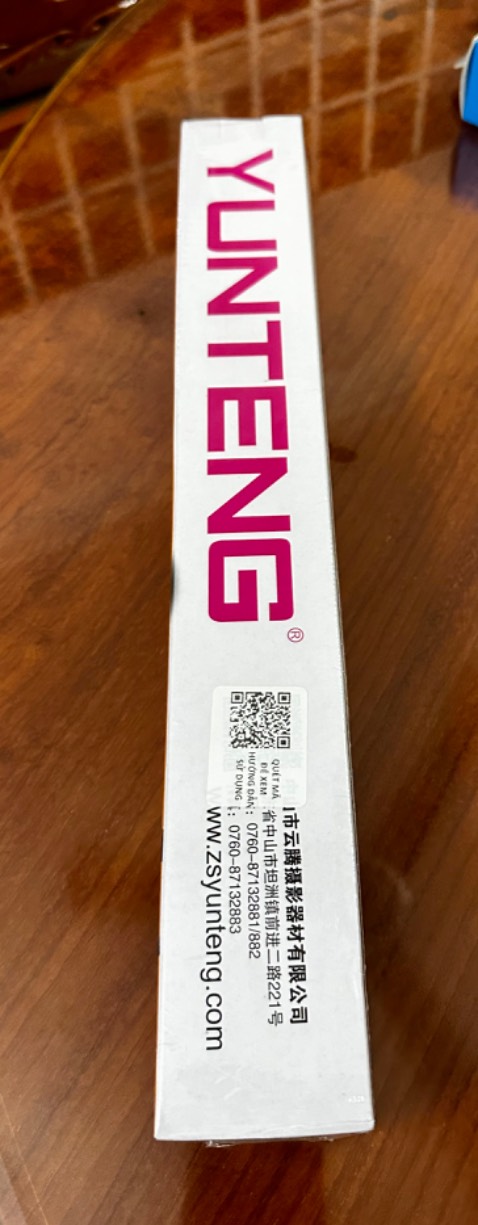 YUNTENG®
QUÉT MÃ
ĐỂ XEM
HƯỚNG DẪN
SỬ DỤNG
市云腾摄影器材有限公司
省中山市坦洲镇前进二路221号
: 0760-87132881/882
: 0760-87132883
www.zsyunteng.com